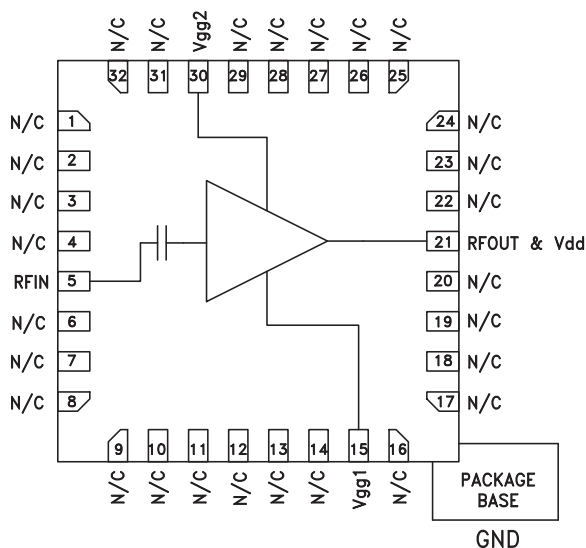 N/C N/C Vgg2 N/C N/C N/C N/C N/C
32 31 30 29 28 27 26 25
N/C 1
N/C 2
N/C 3
N/C 4
RFIN 5
N/C 6
N/C 7
N/C 8
24 N/C
23 N/C
22 N/C
21 RFOUT & Vdd
20 N/C
19 N/C
18 N/C
17 N/C
9 10 11 12 13 14 15 16
N/C N/C N/C N/C N/C N/C Vgg1 N/C
PACKAGE
BASE
GND